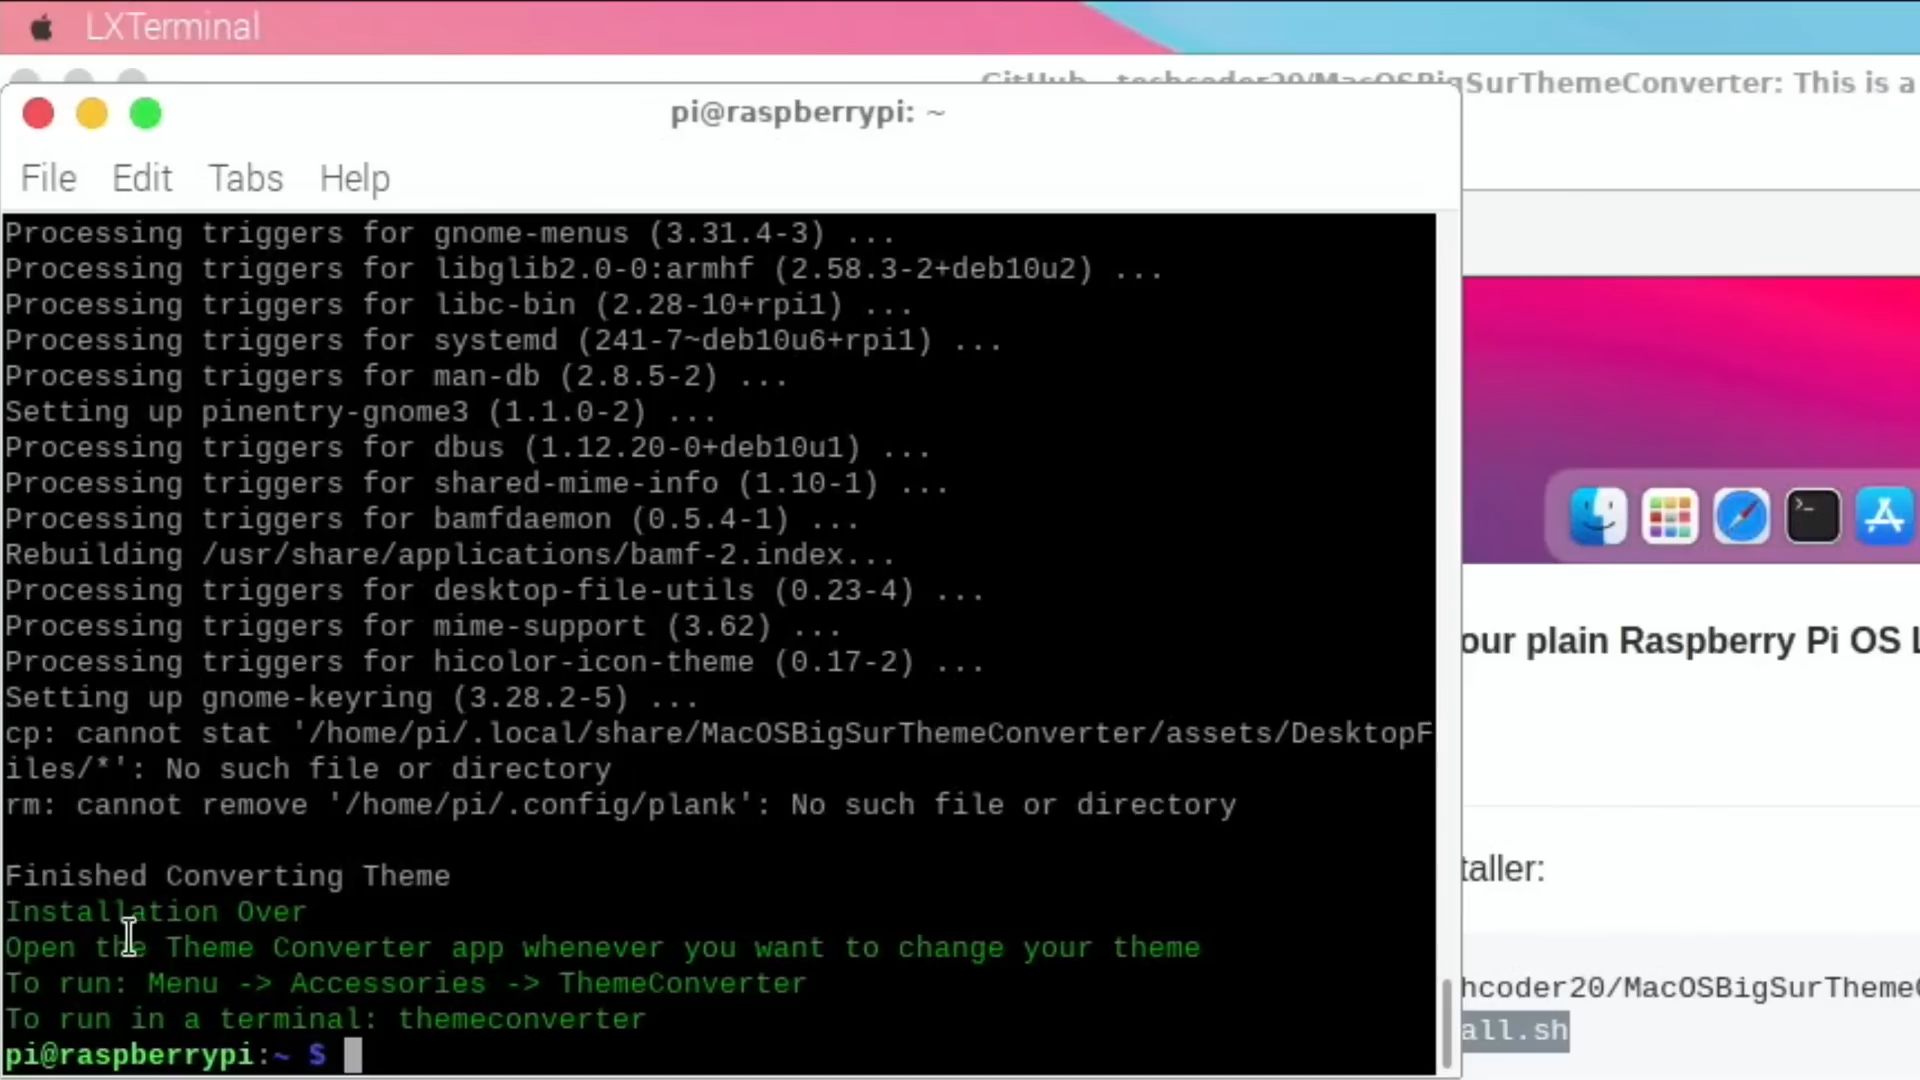 LXTerminal
GitHub - techcoder20/MacOSBigSurThemeConverter: This is a
pi@raspberrypi: ~
File Edit Tabs Help
Processing triggers for gnome-menus (3.31.4-3) ...
Processing triggers for libglib2.0-0:armhf (2.58.3-2+deb10u2) ...
Processing triggers for libc-bin (2.28-10+rpi1) ...
Processing triggers for systemd (241-7~deb10u6+rpi1) ...
Processing triggers for man-db (2.8.5-2) ...
Setting up pinentry-gnome3 (1.1.0-2) ...
Processing triggers for dbus (1.12.20-0+deb10u1) ...
Processing triggers for shared-mime-info (1.10-1) ...
Processing triggers for bamfdaemon (0.5.4-1) ...
Rebuilding /usr/share/applications/bamf-2.index...
Processing triggers for desktop-file-utils (0.23-4) ...
Processing triggers for mime-support (3.62) ...
Processing triggers for hicolor-icon-theme (0.17-2) ...
Setting up gnome-keyring (3.28.2-5) ...
cp: cannot stat '/home/pi/.local/share/MacOSBigSurThemeConverter/assets/DesktopF
iles/*': No such file or directory
rm: cannot remove '/home/pi/.config/plank': No such file or directory
Finished Converting Theme
Installation Over
Open the Theme Converter app whenever you want to change your theme
To run: Menu -> Accessories -> ThemeConverter
To run in a terminal: themeconverter
pi@raspberrypi:~ $
our plain Raspberry Pi OS L
taller:
hcoder20/MacOSBigSurTheme
all.sh